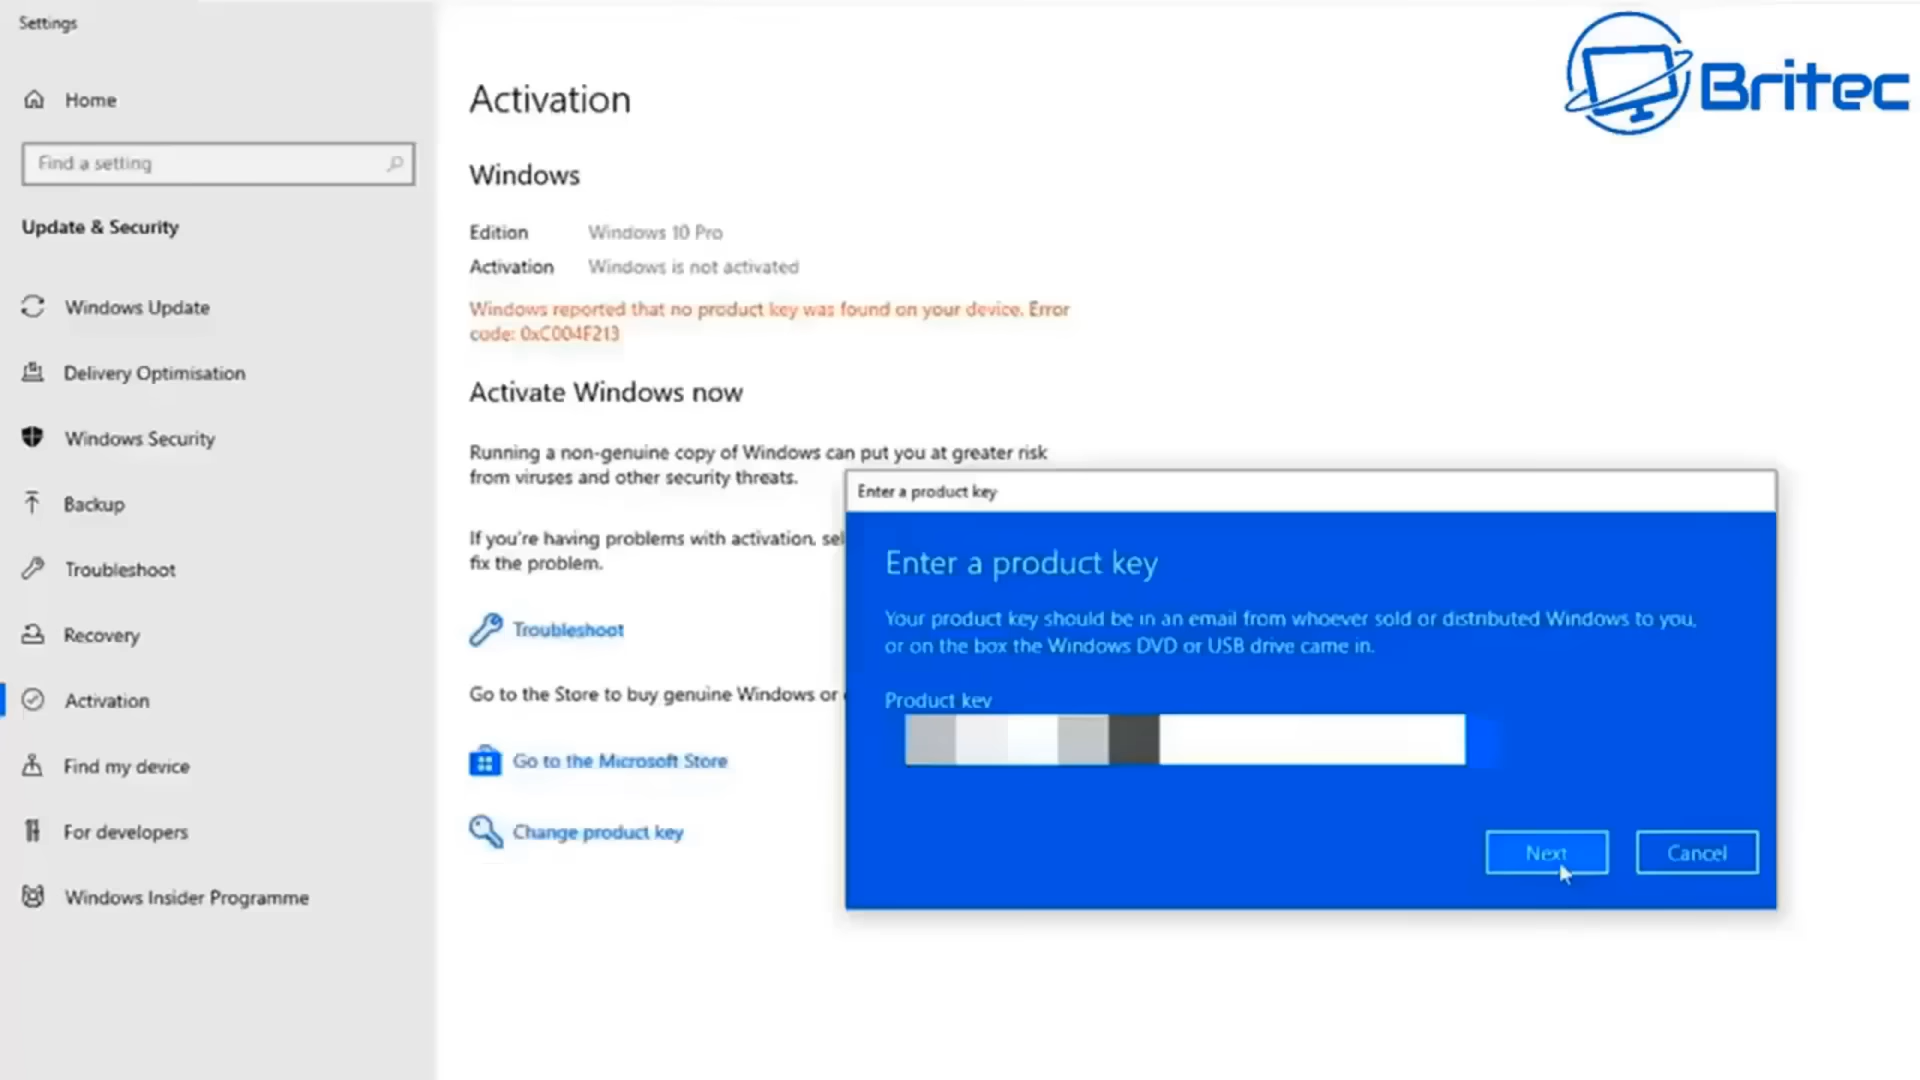 Settings
Britec
Home
Find a setting
Update & Security
Windows Update
Delivery Optimisation
Windows Security
Backup
Troubleshoot
Recovery
Activation
Find my device
For developers
Windows Insider Programme
Activation
Windows
Edition Windows 10 Pro
Activation Windows is not activated
Windows reported that no product key was found on your device. Error
code: 0xC004F213
Activate Windows now
Running a non-genuine copy of Windows can put you at greater risk
from viruses and other security threats.
If you're having problems with activation, sel
fix the problem.
Troubleshoot
Go to the Store to buy genuine Windows or
Go to the Microsoft Store
Change product key
Enter a product key
Enter a product key
Your product key should be in an email from whoever sold or distributed Windows to you,
or on the box the Windows DVD or USB drive came in.
Product key
Next
Cancel